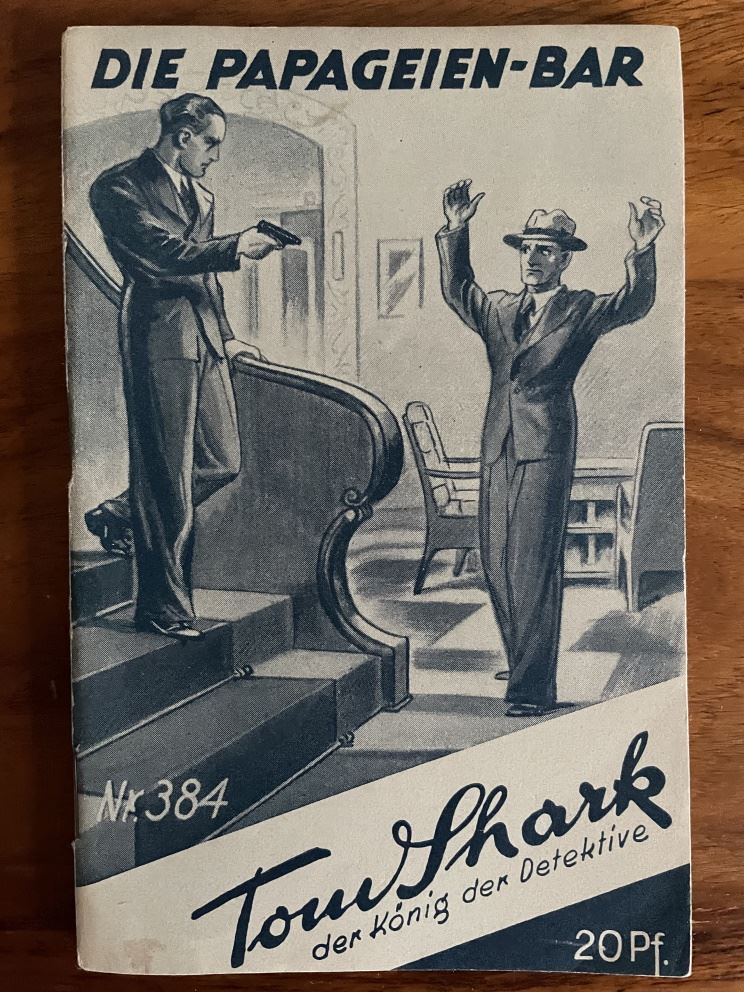 DIE PAPAGEIEN-BAR
Nr. 384
Tom Shark
der König der Detektive
20 Pf.